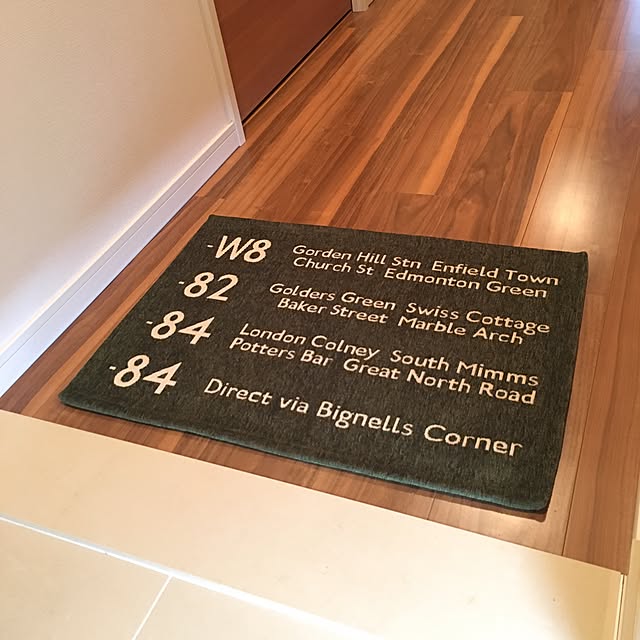 -W8 Gorden Hill Stn Enfield Town
Church St Edmonton Green
-82 Golders Green Swiss Cottage
Baker Street Marble Arch
-84 London Colney South Mimms
Potters Bar Great North Road
-84 Direct via Bignells Corner